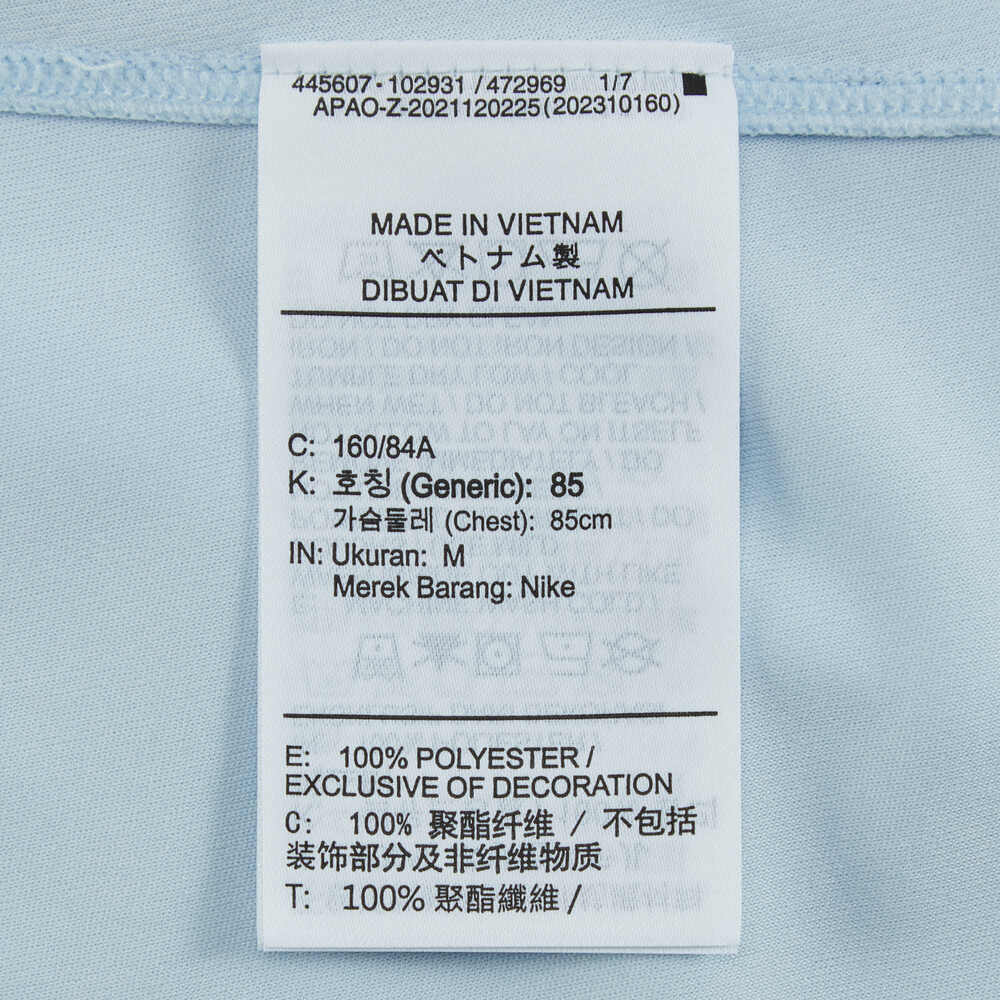 445607-102931 /472969 1/7
APAO-Z-2021120225(202310160)
MADE IN VIETNAM
ベトナム製
DIBUAT DI VIETNAM
C: 160/84A
K: 호칭 (Generic): 85
가슴둘레 (Chest): 85cm
IN: Ukuran: M
Merek Barang: Nike
E: 100% POLYESTER /
EXCLUSIVE OF DECORATION
C: 100% 聚酯纤维 / 不包括
装饰部分及非纤维物质
T: 100% 聚酯纖維 /